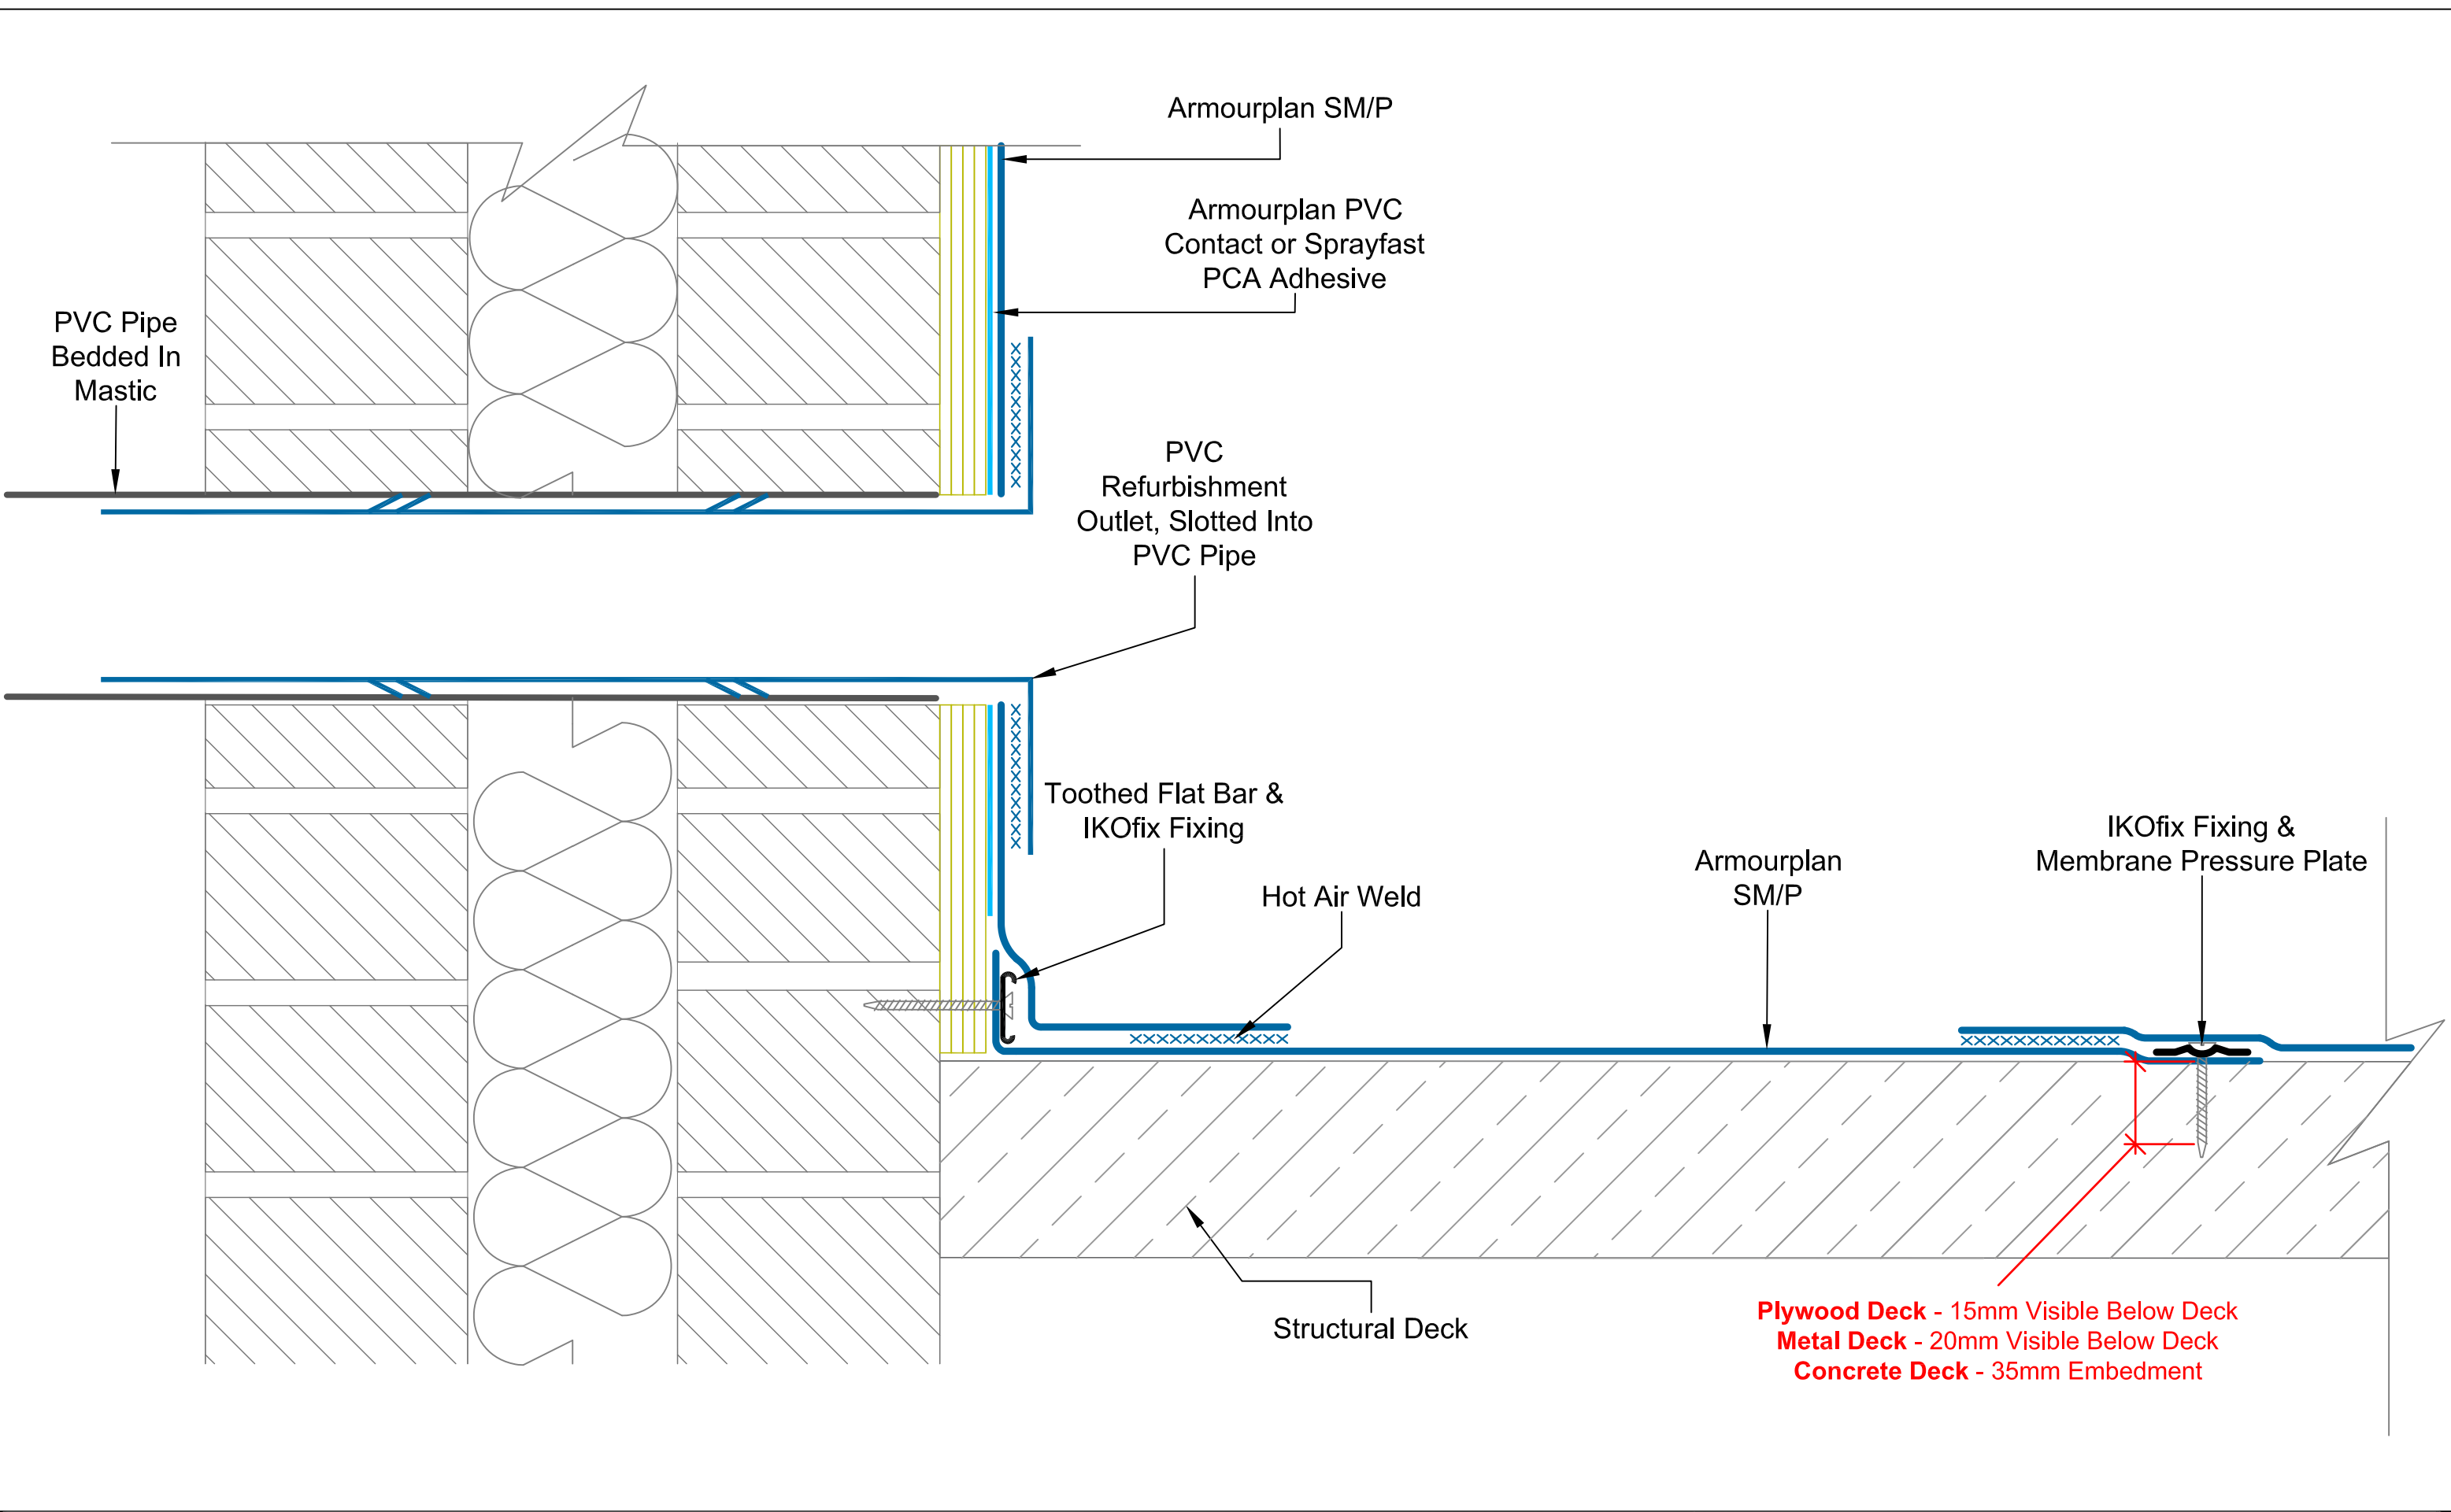 Armourplan SM/P
Armourplan PVC
Contact or Sprayfast
PCA Adhesive
PVC Pipe
Bedded In
Mastic
PVC
Refurbishment
Outlet, Slotted Into
PVC Pipe
Toothed Flat Bar &
IKOfix Fixing
Hot Air Weld
Armourplan
SM/P
IKOfix Fixing &
Membrane Pressure Plate
Structural Deck
Plywood Deck - 15mm Visible Below Deck
Metal Deck - 20mm Visible Below Deck
Concrete Deck - 35mm Embedment